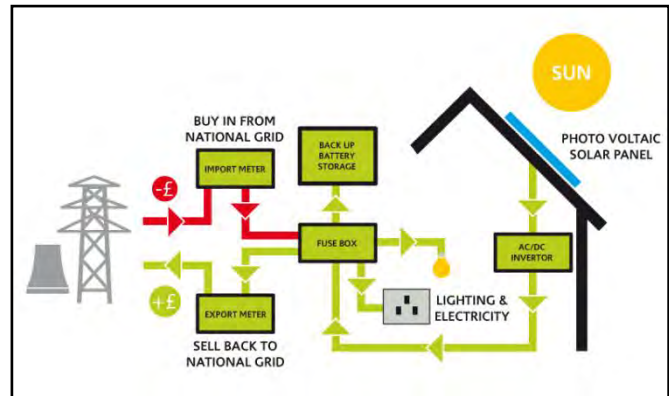 SUN
BUY IN FROM
NATIONAL GRID
BACK UP
BATTERY
STORAGE
PHOTO VOLTAIC
SOLAR PANEL
IMPORT METER
-£
FUSE BOX
AC/DC
INVERTOR
+£
EXPORT METER
LIGHTING &
ELECTRICITY
SELL BACK TO
NATIONAL GRID